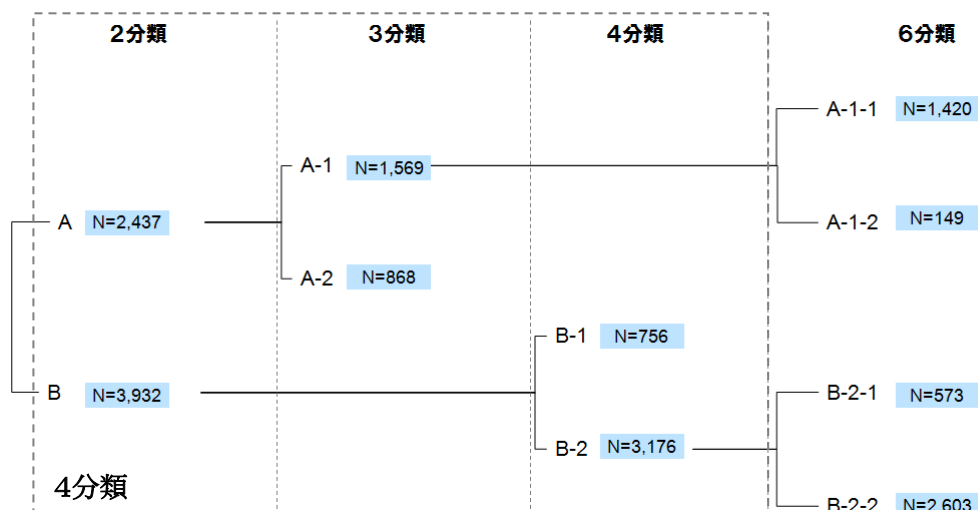 2分類 3分類 4分類 6分類
A-1-1 N=1,420
A-1 N=1,569
A N=2,437
A-1-2 N=149
A-2 N=868
B-1 N=756
B N=3,932
B-2-1 N=573
B-2 N=3,176
4分類
B-2-2 N=2,603